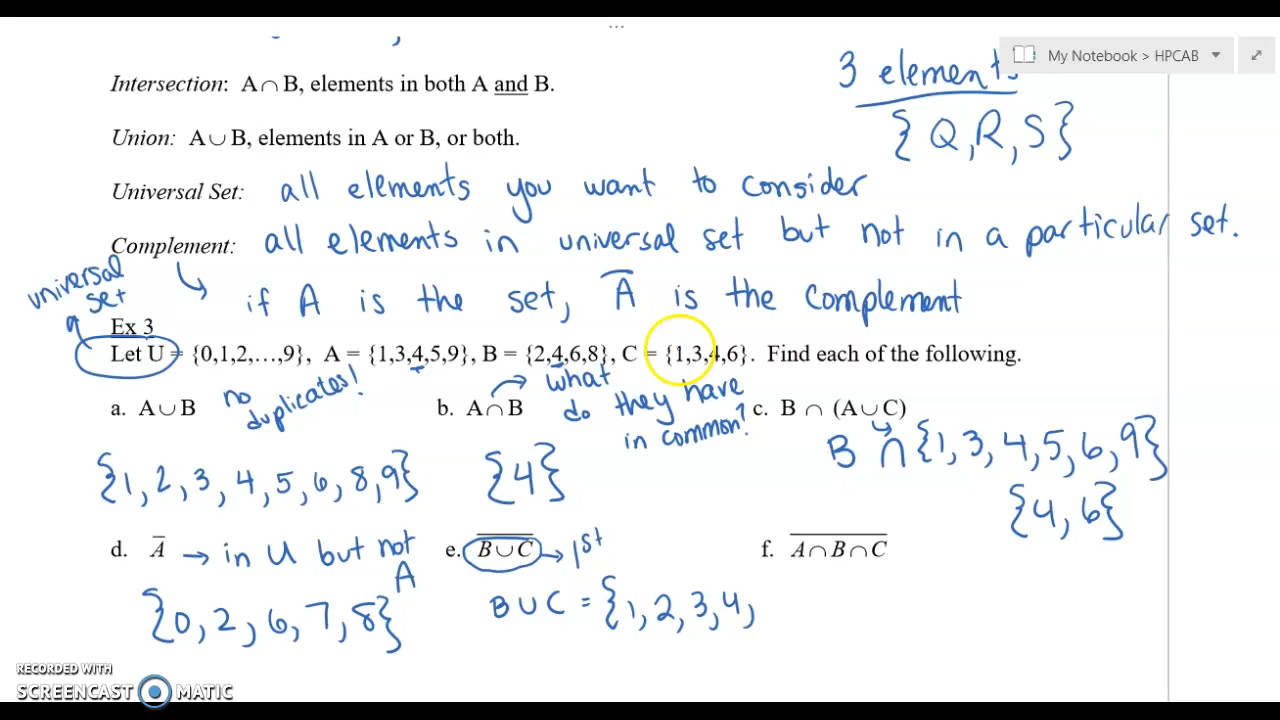 3 elements
My Notebook > HPCAB
{Q, R, S}
Intersection: A∩B, elements in both A and B.
Union: A∪B, elements in A or B, or both.
Universal Set: all elements you want to consider
Complement: all elements in universal set but not in a particular set.
if A is the set, A̅ is the complement
universal set
Ex 3
Let U = {0,1,2,…,9}, A = {1,3,4,5,9}, B = {2,4,6,8}, C = {1,3,4,6}. Find each of the following.
a. A∪B no duplicates! b. A∩B what do they have in common? c. B ∩ (A∪C)
B ∩ {1, 3, 4, 5, 6, 9}
{1, 2, 3, 4, 5, 6, 8, 9} {4}
{4, 6}
d. A̅ → in U but not A e. B̅ ∪̅ C̅ → 1st f. A̅ ∩̅ B̅ ∩̅ C̅
{0, 2, 6, 7, 8} B∪C = {1, 2, 3, 4,
RECORDED WITH
SCREENCAST MATIC